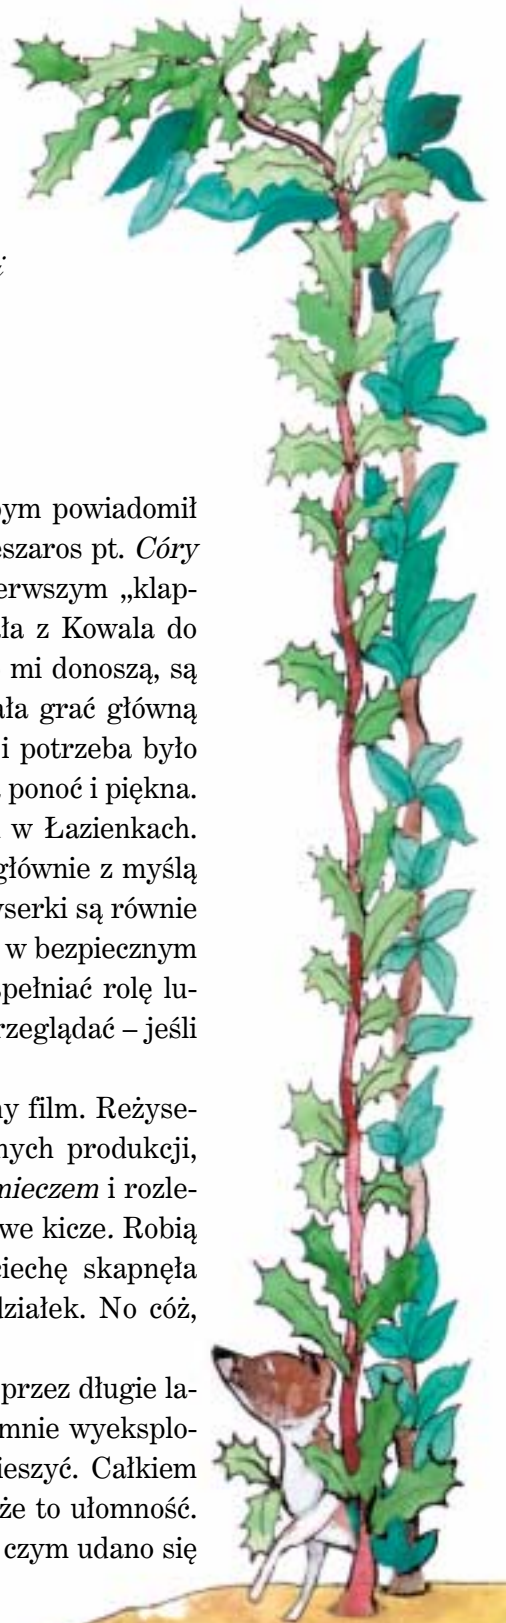 i
ym powiadomił
eszaros pt. Córy
erwszym „klap-
ała z Kowala do
mi donoszą, są
ała grać główną
i potrzeba było
ponoć i piękna.
w Łazienkach.
głównie z myślą
yserki są równie
w bezpiecznym
pełniać rolę lu-
rzeglądać – jeśli
ny film. Reżyse-
nych produkcji,
mieczem i rozle-
we kicze. Robią
ciechę skapnęła
działek. No cóż,
przez długie la-
mnie wyeksplo-
ieszyć. Całkiem
że to ułomność.
czym udano się